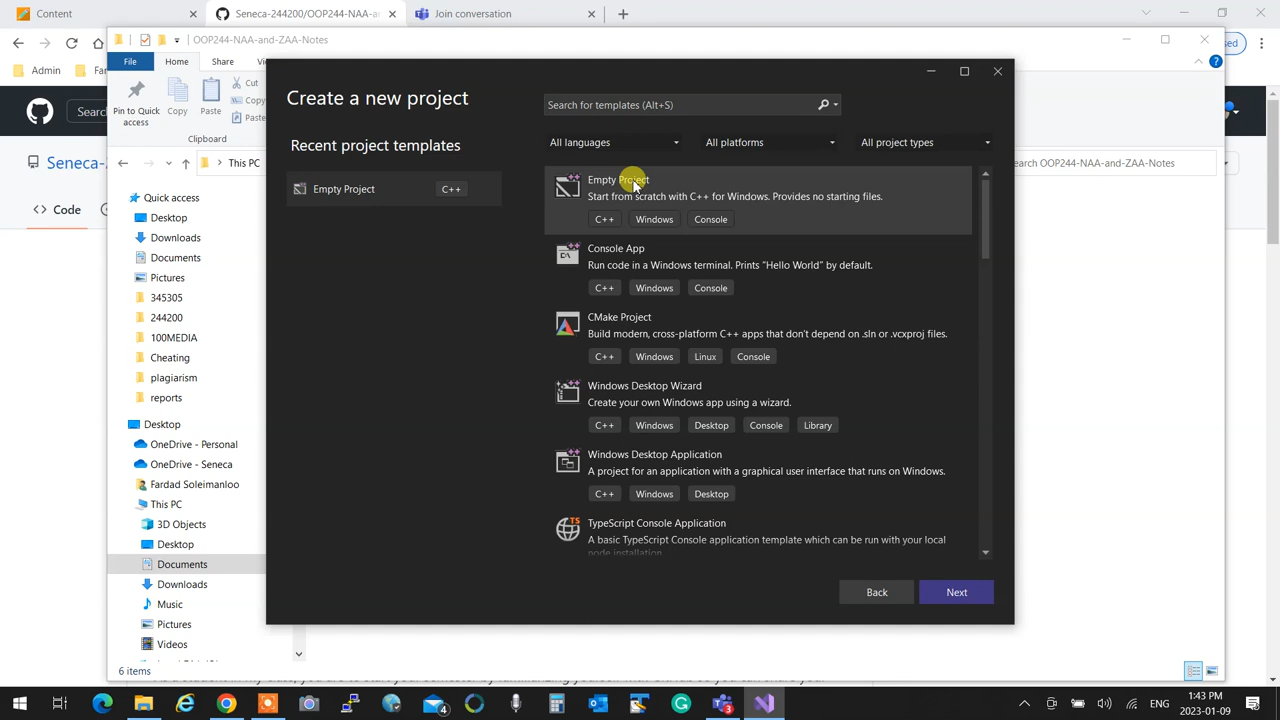 Content
Seneca-244200/OOP244-NAA-an
Join conversation
OOP244-NAA-and-ZAA-Notes
Admin
File
Home
Share
Cut
Copy
Paste
Pin to Quick
access
Copy
Paste
Clipboard
This PC
earch OOP244-NAA-and-ZAA-Notes
Seneca-
Code
Quick access
Desktop
Downloads
Documents
Pictures
345305
244200
100MEDIA
Cheating
plagiarism
reports
Desktop
OneDrive - Personal
OneDrive - Seneca
Fardad Soleimanloo
This PC
3D Objects
Desktop
Documents
Downloads
Music
Pictures
Videos
6 items
Create a new project
Recent project templates
Empty Project
C++
Search for templates (Alt+S)
All languages
All platforms
All project types
Empty Project
Start from scratch with C++ for Windows. Provides no starting files.
C++ Windows Console
Console App
Run code in a Windows terminal. Prints “Hello World” by default.
C++ Windows Console
CMake Project
Build modern, cross-platform C++ apps that don't depend on .sln or .vcxproj files.
C++ Windows Linux Console
Windows Desktop Wizard
Create your own Windows app using a wizard.
C++ Windows Desktop Console Library
Windows Desktop Application
A project for an application with a graphical user interface that runs on Windows.
C++ Windows Desktop
TypeScript Console Application
A basic TypeScript Console application template which can be run with your local
node installation
Back
Next
4
ENG
1:43 PM
2023-01-09